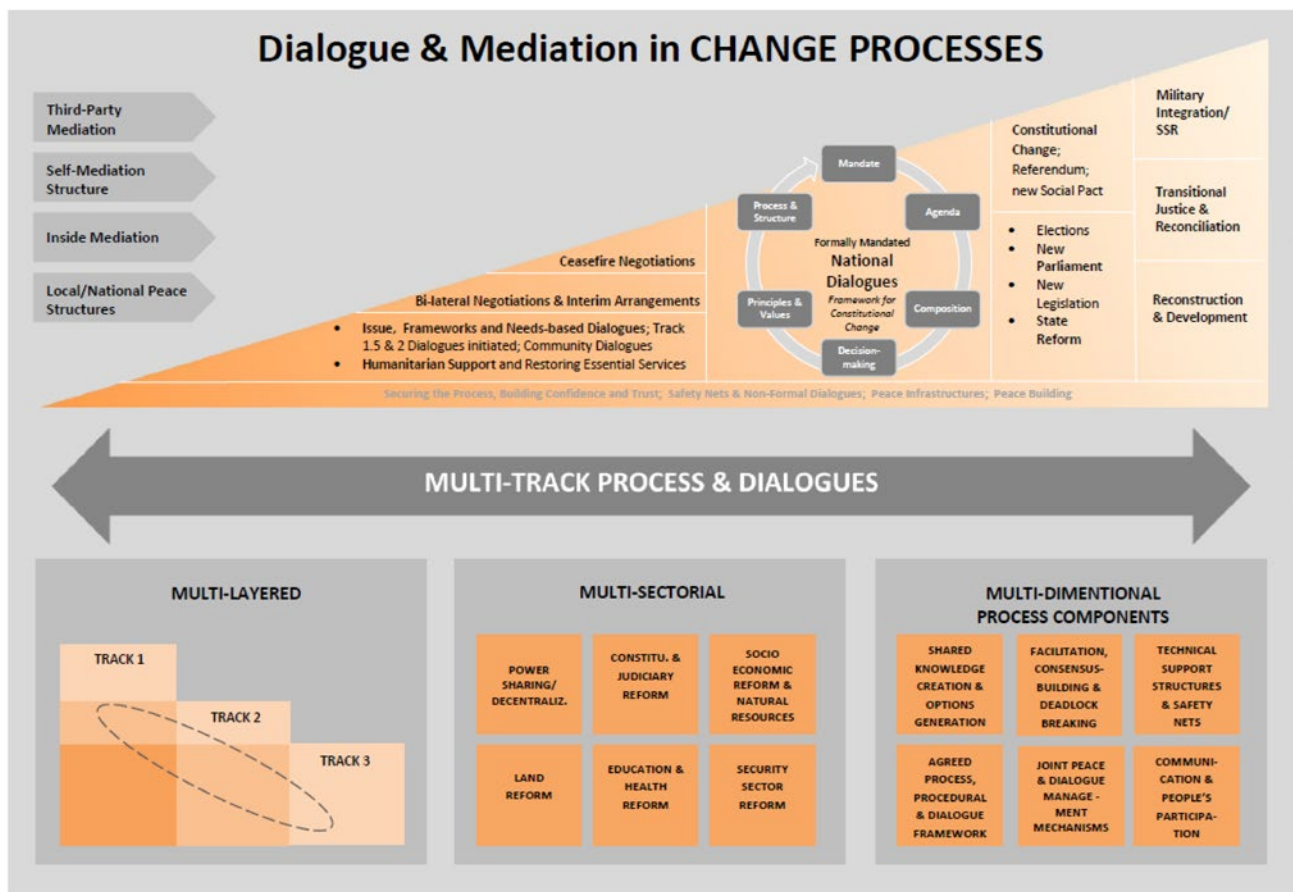 Dialogue & Mediation in CHANGE PROCESSES
Third-Party
Mediation
Self-Mediation
Structure
Inside Mediation
Local/National Peace
Structures
Ceasefire Negotiations
Bi-lateral Negotiations & Interim Arrangements
• Issue, Frameworks and Needs-based Dialogues; Track
1.5 & 2 Dialogues initiated; Community Dialogues
• Humanitarian Support and Restoring Essential Services
Mandate
Process &
Structure
Agenda
Formally Mandated
National
Dialogues
Framework for
Constitutional
Change
Principles &
Values
Composition
Decision-
making
Constitutional
Change;
Referendum;
new Social Pact
• Elections
• New
Parliament
• New
Legislation
• State
Reform
Military
Integration/
SSR
Transitional
Justice &
Reconciliation
Reconstruction
& Development
Securing the Process, Building Confidence and Trust; Safety Nets & Non-Formal Dialogues; Peace Infrastructures; Peace Building
MULTI-TRACK PROCESS & DIALOGUES
MULTI-LAYERED
TRACK 1
TRACK 2
TRACK 3
MULTI-SECTORIAL
POWER
SHARING/
DECENTRALIZ.
CONSTITU. &
JUDICIARY
REFORM
SOCIO
ECONOMIC
REFORM &
NATURAL
RESOURCES
LAND
REFORM
EDUCATION &
HEALTH
REFORM
SECURITY
SECTOR
REFORM
MULTI-DIMENTIONAL
PROCESS COMPONENTS
SHARED
KNOWLEDGE
CREATION &
OPTIONS
GENERATION
FACILITATION,
CONSENSUS-
BUILDING &
DEADLOCK
BREAKING
TECHNICAL
SUPPORT
STRUCTURES
& SAFETY
NETS
AGREED
PROCESS,
PROCEDURAL
& DIALOGUE
FRAMEWORK
JOINT PEACE
& DIALOGUE
MANAGE -
MENT
MECHANISMS
COMMUNI-
CATION &
PEOPLE'S
PARTICIPA-
TION